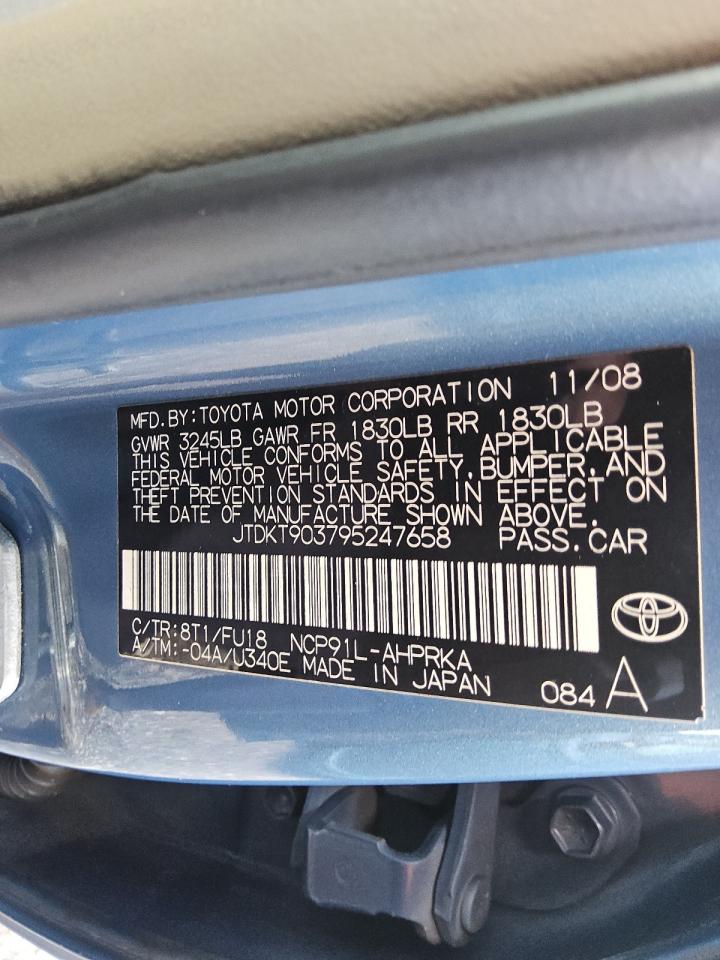 MFD.BY:TOYOTA MOTOR CORPORATION 11/08
GVWR 3245LB GAWR FR 1830LB RR 1830LB
THIS VEHICLE CONFORMS TO ALL APPLICABLE
FEDERAL MOTOR VEHICLE SAFETY,BUMPER,AND
THEFT PREVENTION STANDARDS IN EFFECT ON
THE DATE OF MANUFACTURE SHOWN ABOVE.
JTDKT903795247658 PASS.CAR
C/TR:8T1/FU18 NCP91L-AHPRKA
A/TM:-04A/U340E MADE IN JAPAN 084 A